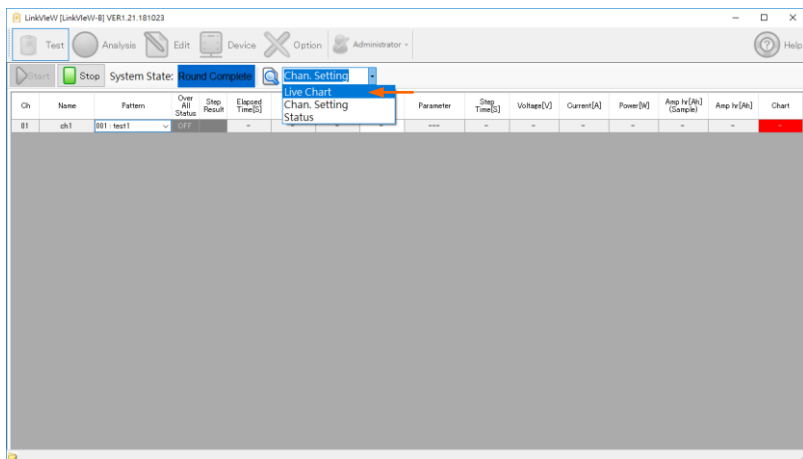 LinkVIeW [LinkVIeW-8] VER1.21.181023
Test Analysis Edit Device Option Administrator Help
Start Stop System State: Round Complete Chan. Setting
Live Chart
Chan. Setting
Status
Ch Name Pattern Over All Status Step Result Elapsed Time[S] Parameter Step Time[S] Voltage[V] Current[A] Power[W] Amp hr[Ah] (Sample) Amp hr[Ah] Chart
01 ch1 001 : test1 OFF - - - - --- - - - - - - -